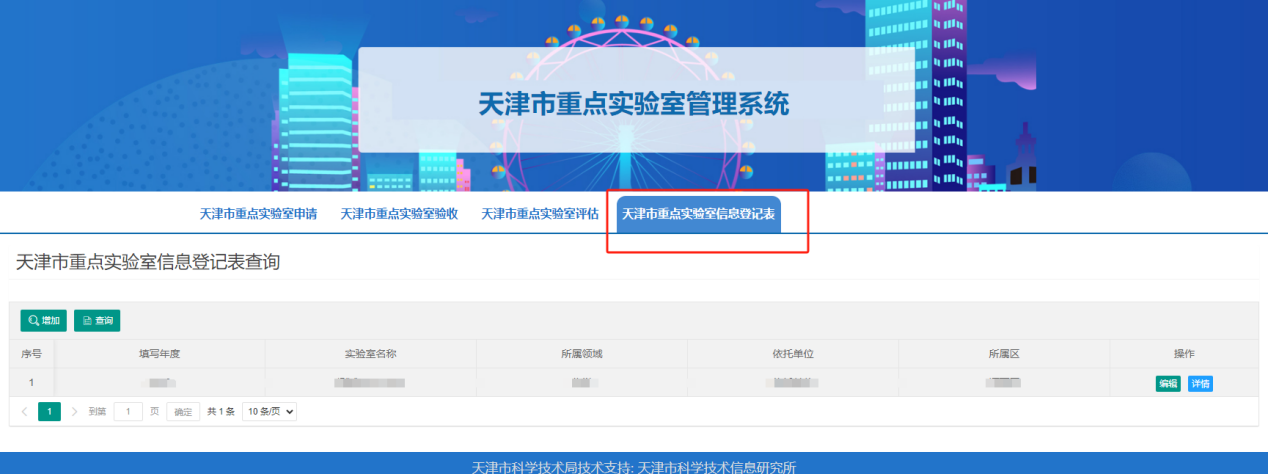 天津市重点实验室管理系统
天津市重点实验室申请 天津市重点实验室验收 天津市重点实验室评估 天津市重点实验室信息登记表
天津市重点实验室信息登记表查询
增加 查询
序号 填写年度 实验室名称 所属领域 依托单位 所属区 操作
1 编辑 详情
< 1 > 到第 1 页 确定 共 1 条 10 条/页
天津市科学技术局技术支持: 天津市科学技术信息研究所